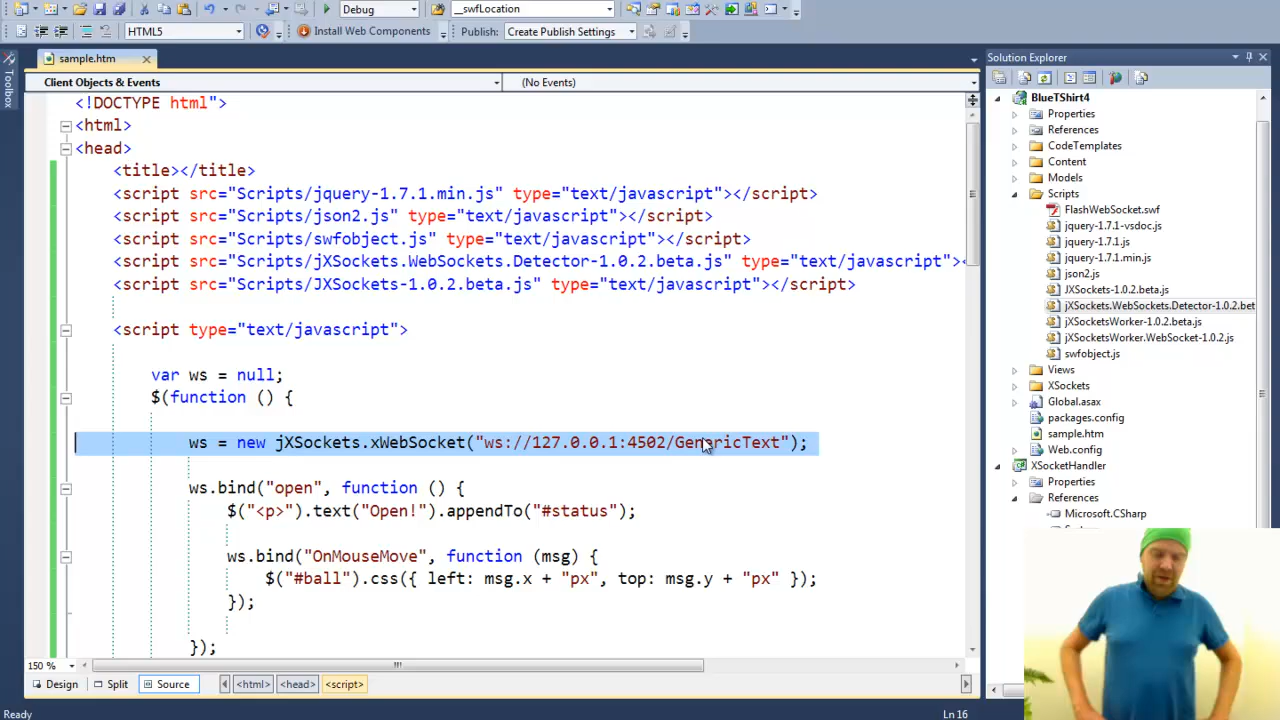 Debug
_swfLocation
HTML5
Install Web Components
Publish:
Create Publish Settings
Toolbox
sample.htm
Client Objects & Events
(No Events)
<!DOCTYPE html">
<html>
<head>
<title></title>
<script src="Scripts/jquery-1.7.1.min.js" type="text/javascript"></script>
<script src="Scripts/json2.js" type="text/javascript"></script>
<script src="Scripts/swfobject.js" type="text/javascript"></script>
<script src="Scripts/jXSockets.WebSockets.Detector-1.0.2.beta.js" type="text/javascript"><
<script src="Scripts/JXSockets-1.0.2.beta.js" type="text/javascript"></script>
<script type="text/javascript">
var ws = null;
$(function () {
ws = new jXSockets.xWebSocket("ws://127.0.0.1:4502/GenericText");
ws.bind("open", function () {
$("<p>").text("Open!").appendTo("#status");
ws.bind("OnMouseMove", function (msg) {
$("#ball").css({ left: msg.x + "px", top: msg.y + "px" });
});
});
150 %
Design
Split
Source
<html>
<head>
<script>
Ready
Ln 16
Solution Explorer
BlueTShirt4
Properties
References
CodeTemplates
Content
Models
Scripts
FlashWebSocket.swf
jquery-1.7.1-vsdoc.js
jquery-1.7.1.js
jquery-1.7.1.min.js
json2.js
JXSockets-1.0.2.beta.js
jXSockets.WebSockets.Detector-1.0.2.bet
jXSocketsWorker-1.0.2.beta.js
jXSocketsWorker.WebSocket-1.0.2.js
swfobject.js
Views
XSockets
Global.asax
packages.config
sample.htm
Web.config
XSocketHandler
Properties
References
Microsoft.CSharp